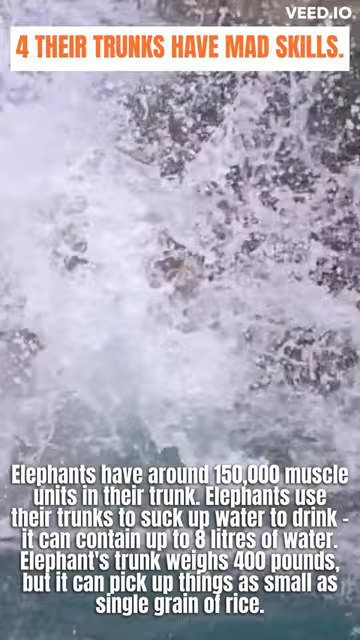 VEED.IO
4 THEIR TRUNKS HAVE MAD SKILLS.
Elephants have around 150,000 muscle
units in their trunk. Elephants use
their trunks to suck up water to drink -
it can contain up to 8 litres of water.
Elephant's trunk weighs 400 pounds,
but it can pick up things as small as
single grain of rice.